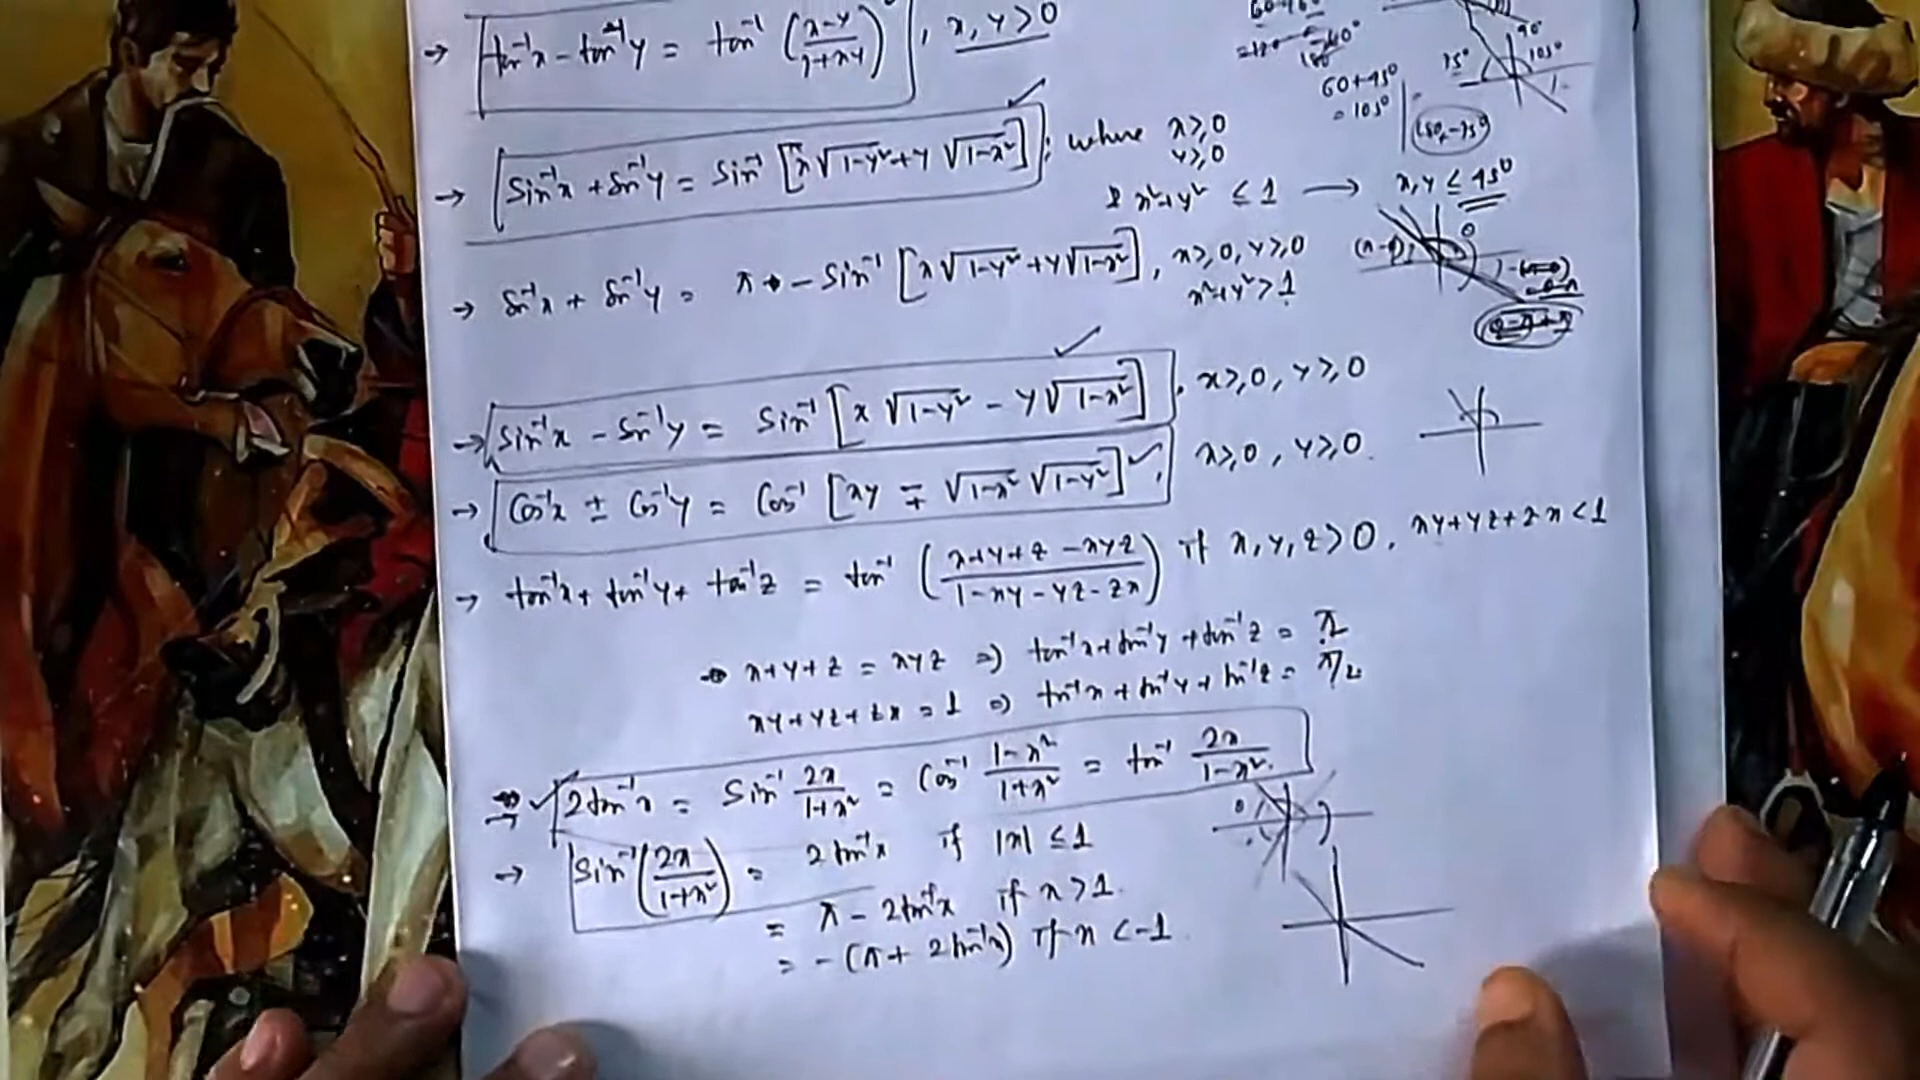 → tan⁻¹x - tan⁻¹y = tan⁻¹ (x-y / 1+xy), x, y > 0
→ Sin⁻¹x + Sin⁻¹y = Sin⁻¹ [x √1-y² + y √1-x²]; where x ≥ 0
y ≥ 0
& x²+y² ≤ 1 → x, y ≤ 45°
→ Sin⁻¹x + Sin⁻¹y = π - Sin⁻¹ [x √1-y² + y √1-x²], x ≥ 0, y ≥ 0
x²+y² > 1
→ Sin⁻¹x - Sin⁻¹y = Sin⁻¹ [x √1-y² - y √1-x²], x ≥ 0, y ≥ 0
→ Cos⁻¹x ± Cos⁻¹y = Cos⁻¹ [xy ∓ √1-x² √1-y²], x ≥ 0, y ≥ 0.
→ tan⁻¹x + tan⁻¹y + tan⁻¹z = tan⁻¹ (x+y+z-xyz / 1-xy-yz-zx) if x, y, z > 0, xy+yz+zx < 1
→ x+y+z = xyz ⇒ tan⁻¹x + tan⁻¹y + tan⁻¹z = π
xy+yz+zx = 1 ⇒ tan⁻¹x + tan⁻¹y + tan⁻¹z = π/2
→ 2tan⁻¹x = Sin⁻¹ 2x / 1+x² = Cos⁻¹ 1-x² / 1+x² = tan⁻¹ 2x / 1-x².
→ Sin⁻¹(2x / 1+x²) = 2tan⁻¹x if |x| ≤ 1
= π - 2tan⁻¹x if x > 1.
= -(π + 2tan⁻¹x) if x < -1.
60+45°
= 105°
90°
75°
105°